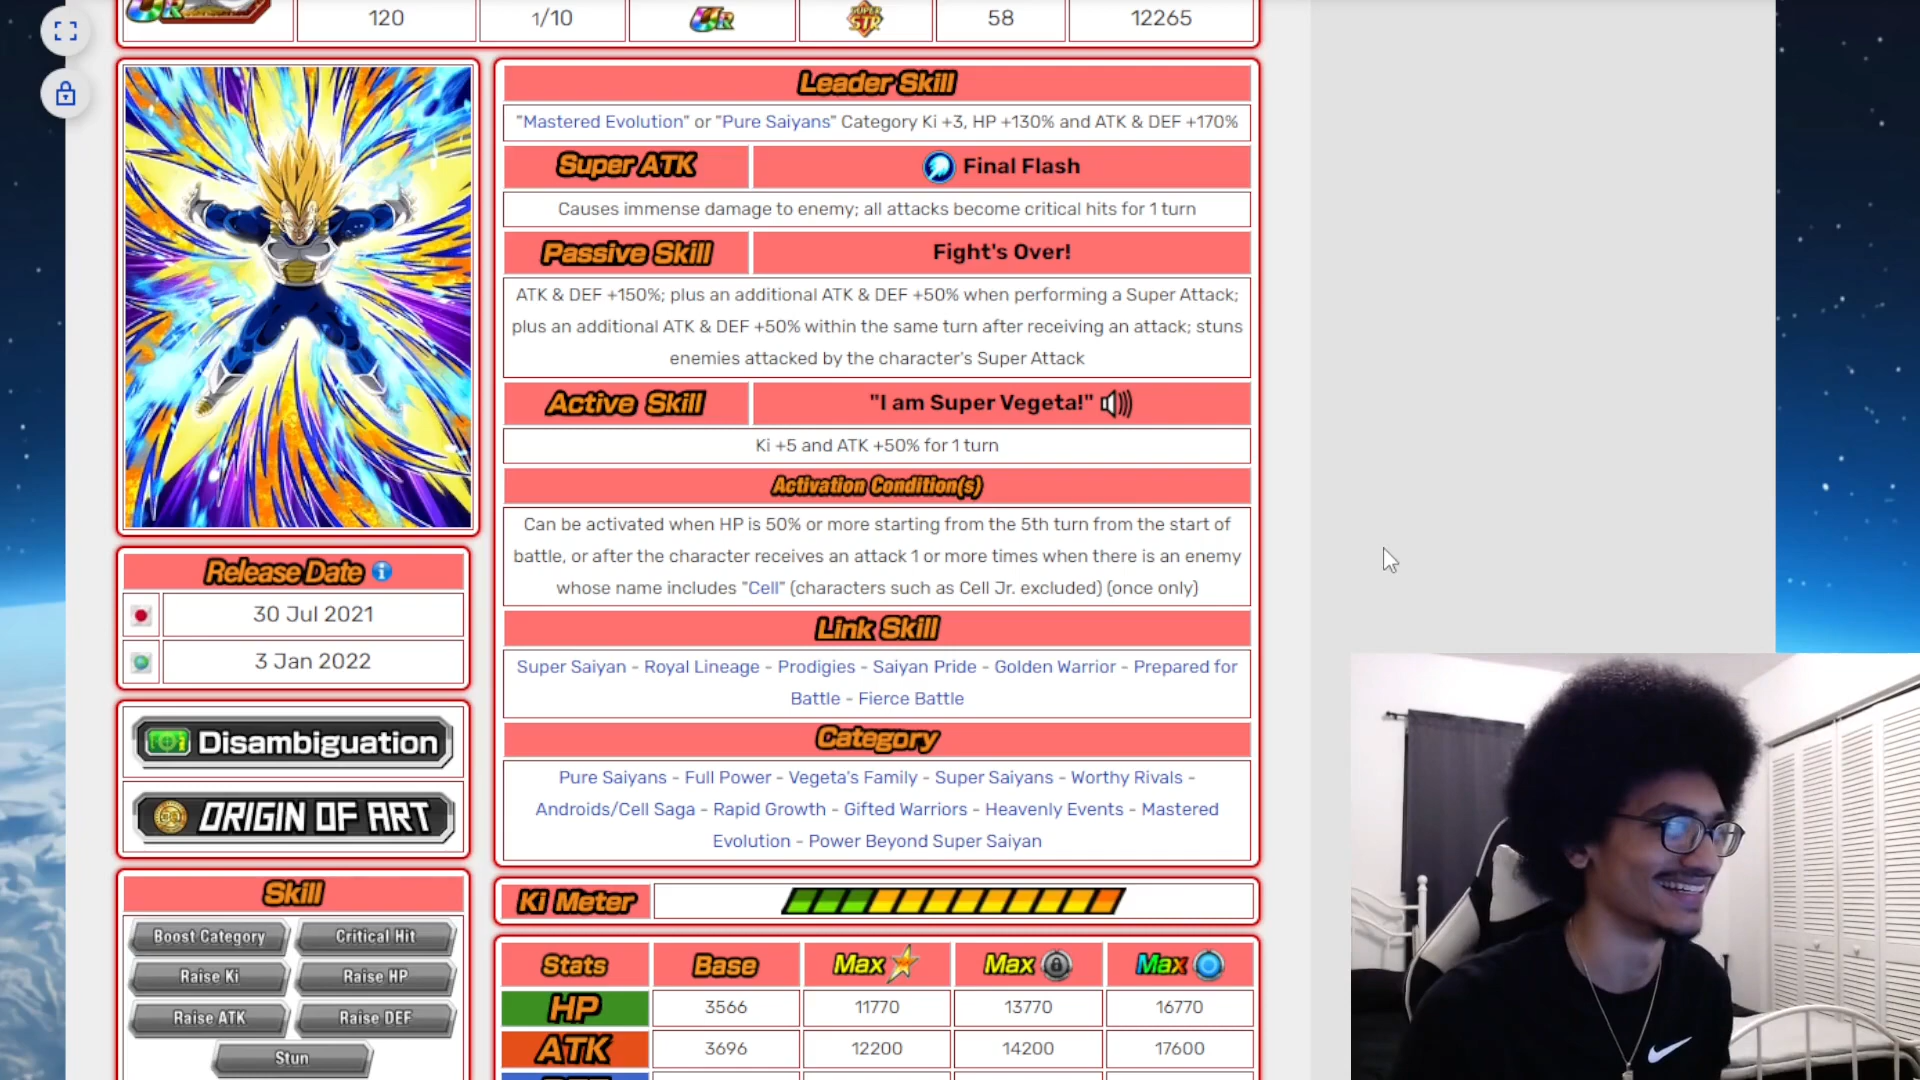 UR
120
1/10
UR
SUPER STR
58
12265
Leader Skill
"Mastered Evolution" or "Pure Saiyans" Category Ki +3, HP +130% and ATK & DEF +170%
Super ATK
Final Flash
Causes immense damage to enemy; all attacks become critical hits for 1 turn
Passive Skill
Fight's Over!
ATK & DEF +150%; plus an additional ATK & DEF +50% when performing a Super Attack;
plus an additional ATK & DEF +50% within the same turn after receiving an attack; stuns
enemies attacked by the character's Super Attack
Active Skill
"I am Super Vegeta!"
Ki +5 and ATK +50% for 1 turn
Activation Condition(s)
Can be activated when HP is 50% or more starting from the 5th turn from the start of
battle, or after the character receives an attack 1 or more times when there is an enemy
whose name includes "Cell" (characters such as Cell Jr. excluded) (once only)
Link Skill
Super Saiyan - Royal Lineage - Prodigies - Saiyan Pride - Golden Warrior - Prepared for
Battle - Fierce Battle
Category
Pure Saiyans - Full Power - Vegeta's Family - Super Saiyans - Worthy Rivals -
Androids/Cell Saga - Rapid Growth - Gifted Warriors - Heavenly Events - Mastered
Evolution - Power Beyond Super Saiyan
Release Date
30 Jul 2021
3 Jan 2022
Disambiguation
ORIGIN OF ART
Skill
Boost Category
Critical Hit
Raise Ki
Raise HP
Raise ATK
Raise DEF
Stun
Ki Meter
Stats
Base
Max
Max
Max
HP
3566
11770
13770
16770
ATK
3696
12200
14200
17600